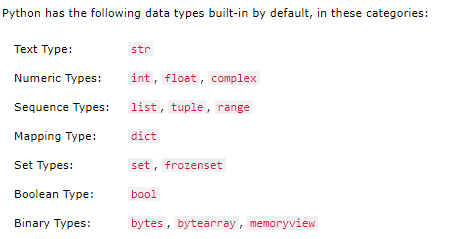 Python has the following data types built-in by default, in these categories:
Text Type: str
Numeric Types: int, float, complex
Sequence Types: list, tuple, range
Mapping Type: dict
Set Types: set, frozenset
Boolean Type: bool
Binary Types: bytes, bytearray, memoryview